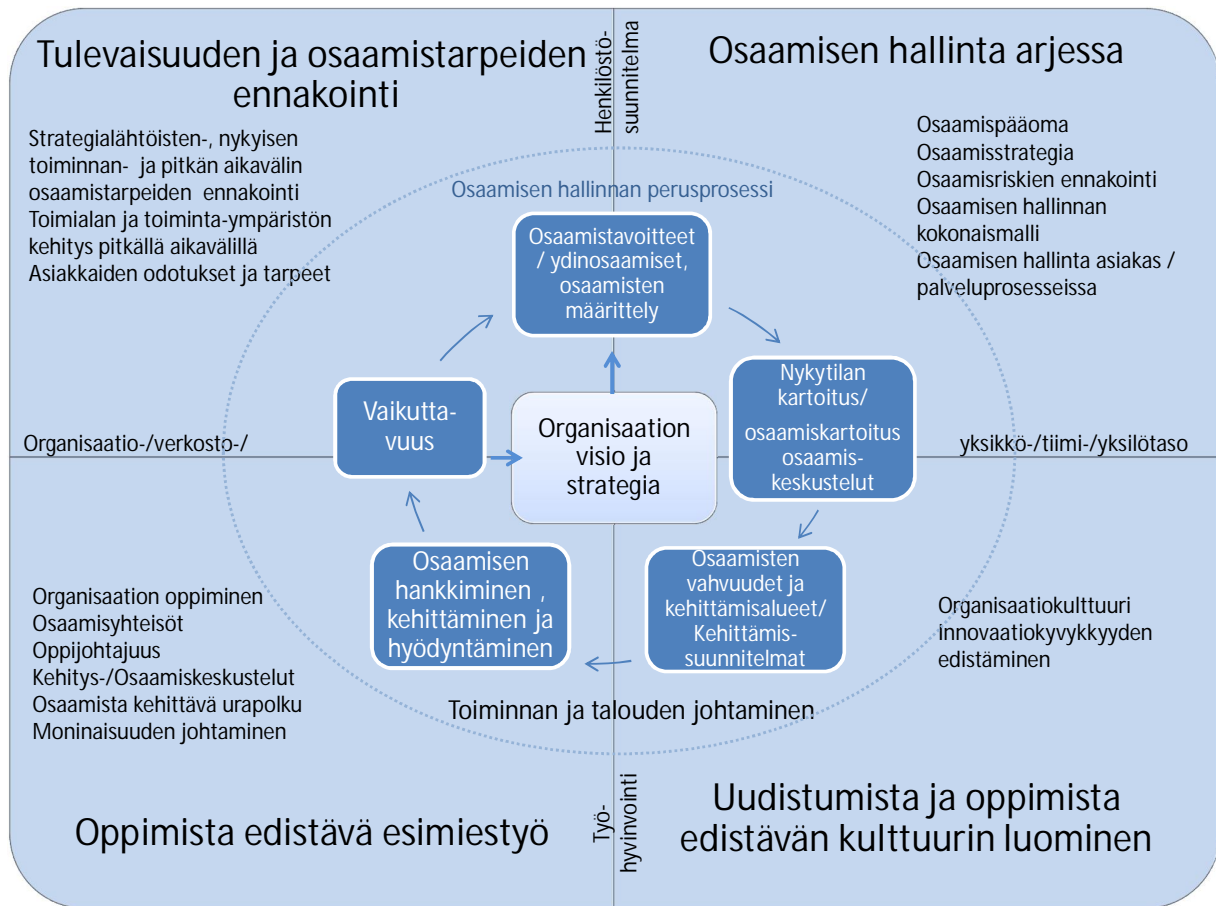 Tulevaisuuden ja osaamistarpeiden
ennakointi
Strategialähtöisten-, nykyisen
toiminnan- ja pitkän aikavälin
osaamistarpeiden ennakointi
Toimialan ja toiminta-ympäristön
kehitys pitkällä aikavälillä
Asiakkaiden odotukset ja tarpeet
Henkilöstö-
suunnitelma
Osaamisen hallinta arjessa
Osaamispääoma
Osaamisstrategia
Osaamisriskien ennakointi
Osaamisen hallinnan
kokonaismalli
Osaamisen hallinta asiakas /
palveluprosesseissa
Osaamisen hallinnan perusprosessi
Osaamistavoitteet
/ ydinosaamiset,
osaamisten
määrittely
Nykytilan
kartoitus/
osaamiskartoitus
osaamis-
keskustelut
Vaikutta-
vuus
Organisaation
visio ja
strategia
Organisaatio-/verkosto-/
yksikkö-/tiimi-/yksilötaso
Osaamisen
hankkiminen ,
kehittäminen ja
hyödyntäminen
Osaamisten
vahvuudet ja
kehittämisalueet/
Kehittämis-
suunnitelmat
Organisaation oppiminen
Osaamisyhteisöt
Oppijohtajuus
Kehitys-/Osaamiskeskustelut
Osaamista kehittävä urapolku
Moninaisuuden johtaminen
Organisaatiokulttuuri
innovaatiokyvykkyyden
edistäminen
Toiminnan ja talouden johtaminen
Työ-
hyvinvointi
Oppimista edistävä esimiestyö
Uudistumista ja oppimista
edistävän kulttuurin luominen